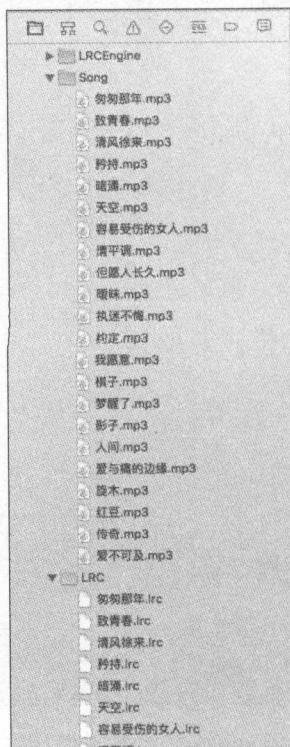 LRCEngine
Song
匆匆那年.mp3
致青春.mp3
清风徐来.mp3
矜持.mp3
暗涌.mp3
天空.mp3
容易受伤的女人.mp3
清平调.mp3
但愿人长久.mp3
暧昧.mp3
执迷不悔.mp3
约定.mp3
我愿意.mp3
棋子.mp3
梦醒了.mp3
影子.mp3
人间.mp3
爱与痛的边缘.mp3
旋木.mp3
红豆.mp3
传奇.mp3
爱不可及.mp3
LRC
匆匆那年.lrc
致青春.lrc
清风徐来.lrc
矜持.lrc
暗涌.lrc
天空.lrc
容易受伤的女人.lrc